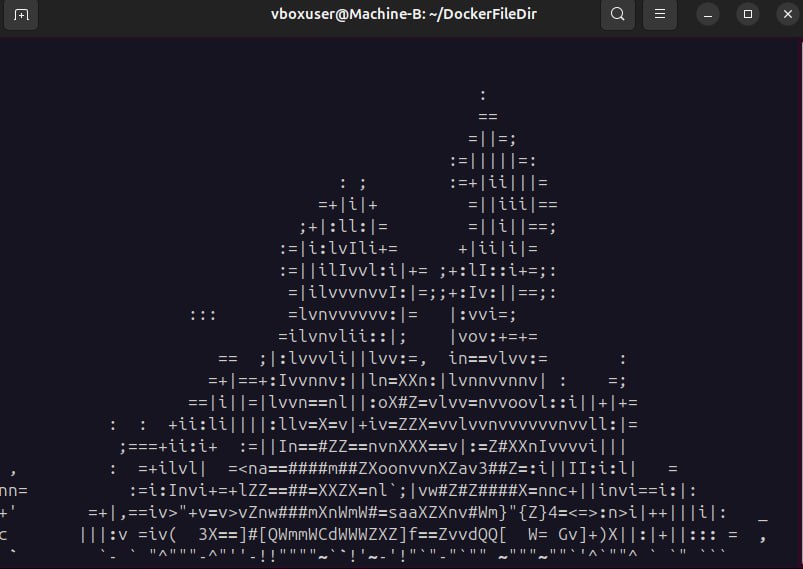 vboxuser@Machine-B: ~/DockerFileDir
:
==
=||=;
:=|||||=:
: ; :=+|ii|||=
=+|i|+ =||iii|==
;+|:ll:|= =||i||==;
:=|i:lvIli+= +|ii|i|=
:=||ilIvvl:i|+= ;+:lI::i+=;:
=|ilvvvnvvI:|=;;+:Iv:||==;:
::: =lvnvvvvvv:|= |:vvi=;
=ilvnvlii::|; |vov:+=+=
== ;|:lvvvli||lvv:=, in==vlvv:= :
=+|==+:Ivvnnv:||ln=XXn:|lvnnvvnnv| : =;
==|i||=|lvvn==nl||:oX#Z=vlvv=nvvoovl::i||+|+=
: : +ii:li||||:llv=X=v|+iv=ZZX=vvlvvnvvvvvvnvvll:|=
;===+ii:i+ :=||In==#ZZ==nvnXXX==v|:=Z#XXnIvvvvi|||
, : =+ilvl| =<na==####m##ZXoonvvnXZav3##Z=:i||II:i:l| =
nn= :=i:Invi+=+lZZ==##=XXZX=nl`;|vw#Z#Z####X=nnc+||invi==i:|:
+' =+|,==iv>"+v=v>vZnw###mXnWmW#=saaXZXnv#Wm}"{Z}4=<=>:n>i|++|||i|: _
c |||:v =iv( 3X==]#[QWmmWCdWWWZXZ]f==ZvvdQQ[ W= Gv]+)X||:|+||::: = ,
` `- ` "^"""-^"''-!!""""~``!'~-'!"`"-"`"" ~"""~""`'^`""^ ` `" ```